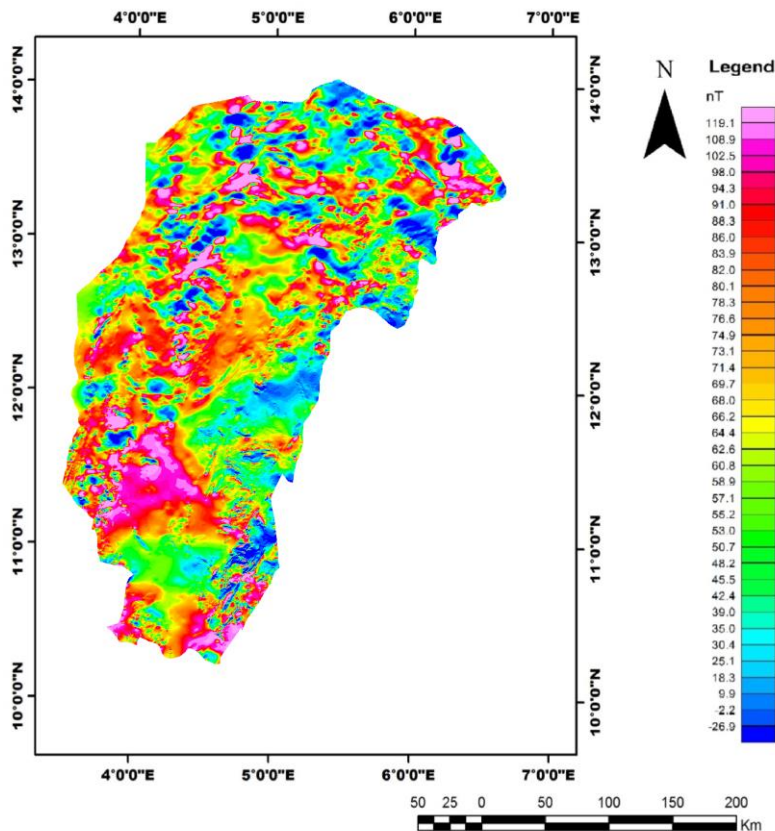 4°0'0"E 5°0'0"E 6°0'0"E 7°0'0"E
14°0'0"N
13°0'0"N
12°0'0"N
11°0'0"N
10°0'0"N
14°0'0"N
13°0'0"N
12°0'0"N
11°0'0"N
10°0'0"N
4°0'0"E 5°0'0"E 6°0'0"E 7°0'0"E
N
Legend
nT
119.1
108.9
102.5
98.0
94.3
91.0
88.3
86.0
83.9
82.0
80.1
78.3
76.6
74.9
73.1
71.4
69.7
68.0
66.2
64.4
62.6
60.8
58.9
57.1
55.2
53.0
50.7
48.2
45.5
42.4
39.0
35.0
30.4
25.1
18.3
9.9
-2.2
-26.9
50 25 0 50 100 150 200
Km